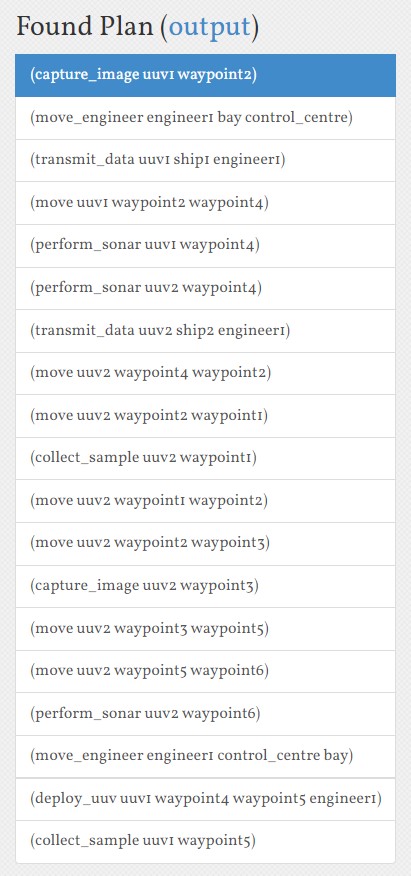 Found Plan (output)
(capture_image uuv1 waypoint2)
(move_engineer engineer1 bay control_centre)
(transmit_data uuv1 ship1 engineer1)
(move uuv1 waypoint2 waypoint4)
(perform_sonar uuv1 waypoint4)
(perform_sonar uuv2 waypoint4)
(transmit_data uuv2 ship2 engineer1)
(move uuv2 waypoint4 waypoint2)
(move uuv2 waypoint2 waypoint1)
(collect_sample uuv2 waypoint1)
(move uuv2 waypoint1 waypoint2)
(move uuv2 waypoint2 waypoint3)
(capture_image uuv2 waypoint3)
(move uuv2 waypoint3 waypoint5)
(move uuv2 waypoint5 waypoint6)
(perform_sonar uuv2 waypoint6)
(move_engineer engineer1 control_centre bay)
(deploy_uuv uuv1 waypoint4 waypoint5 engineer1)
(collect_sample uuv1 waypoint5)